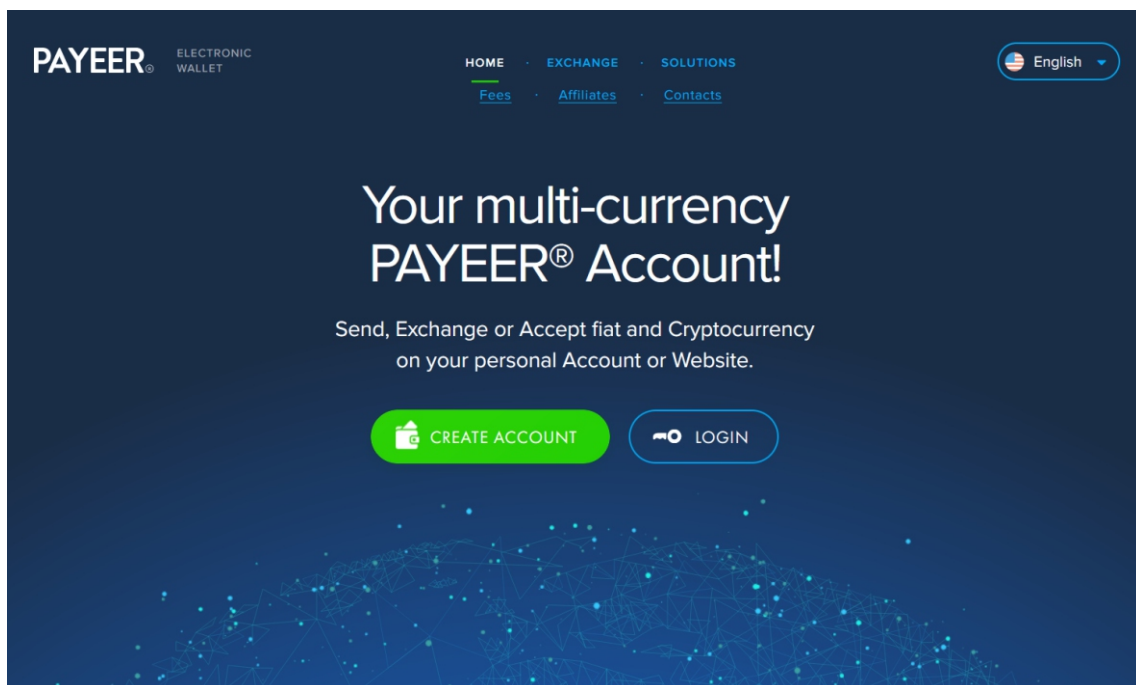 PAYEER® ELECTRONIC
WALLET
HOME · EXCHANGE · SOLUTIONS
Fees · Affiliates · Contacts
English
Your multi-currency
PAYEER® Account!
Send, Exchange or Accept fiat and Cryptocurrency
on your personal Account or Website.
CREATE ACCOUNT
LOGIN